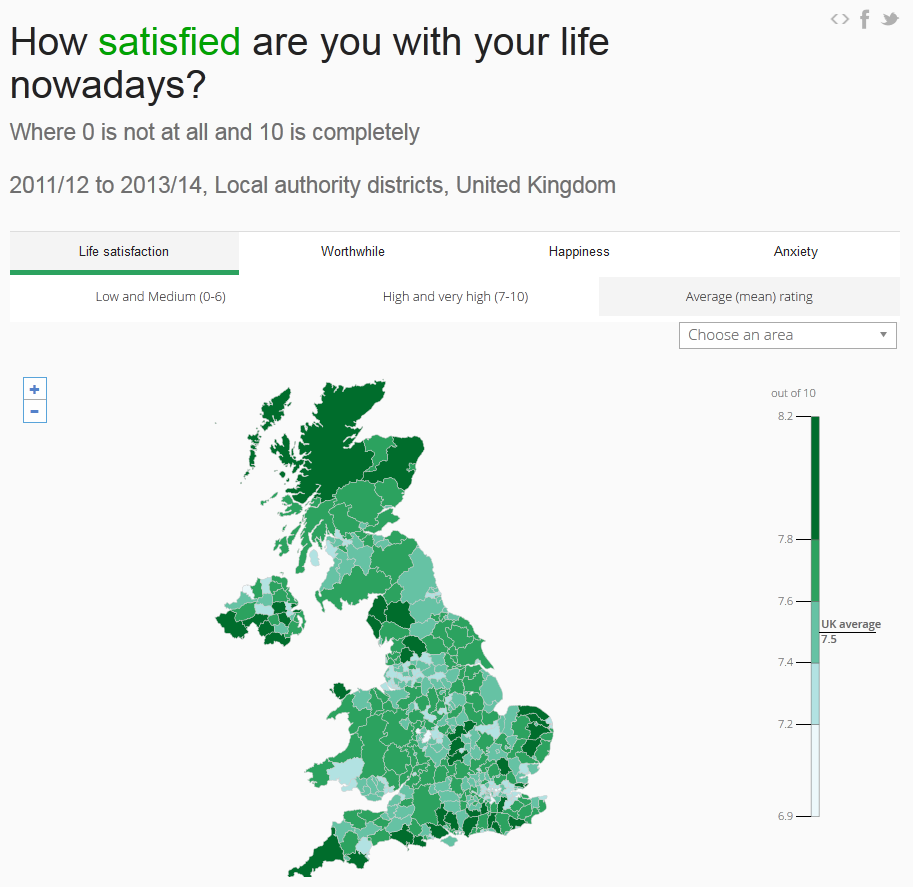 How satisfied are you with your life
nowadays?
Where 0 is not at all and 10 is completely
2011/12 to 2013/14, Local authority districts, United Kingdom
Life satisfaction Worthwhile Happiness Anxiety
Low and Medium (0-6) High and very high (7-10) Average (mean) rating
Choose an area
+
-
out of 10
8.2
7.8
7.6
UK average
7.5
7.4
7.2
6.9